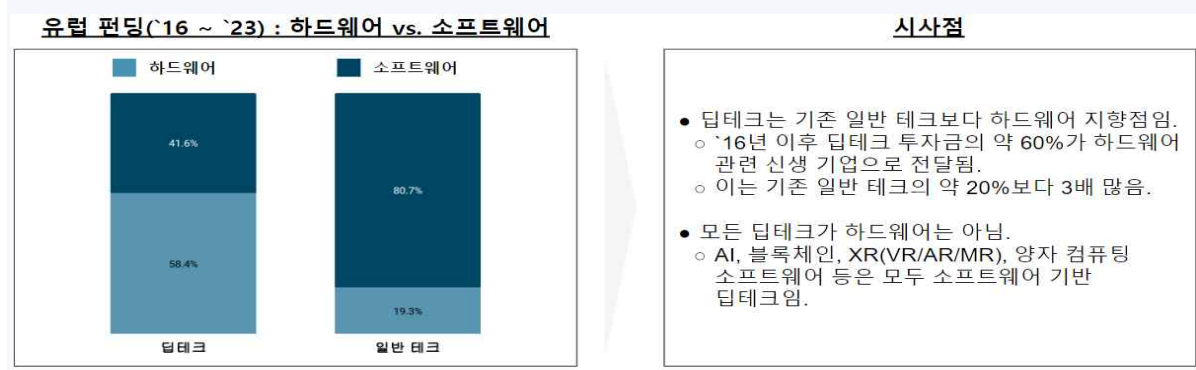 유럽 펀딩(`16 ~ `23) : 하드웨어 vs. 소프트웨어
하드웨어
소프트웨어
41.6%
58.4%
딥테크
80.7%
19.3%
일반 테크
시사점
● 딥테크는 기존 일반 테크보다 하드웨어 지향점임.
○ `16년 이후 딥테크 투자금의 약 60%가 하드웨어
관련 신생 기업으로 전달됨.
○ 이는 기존 일반 테크의 약 20%보다 3배 많음.
● 모든 딥테크가 하드웨어는 아님.
○ AI, 블록체인, XR(VR/AR/MR), 양자 컴퓨팅
소프트웨어 등은 모두 소프트웨어 기반
딥테크임.